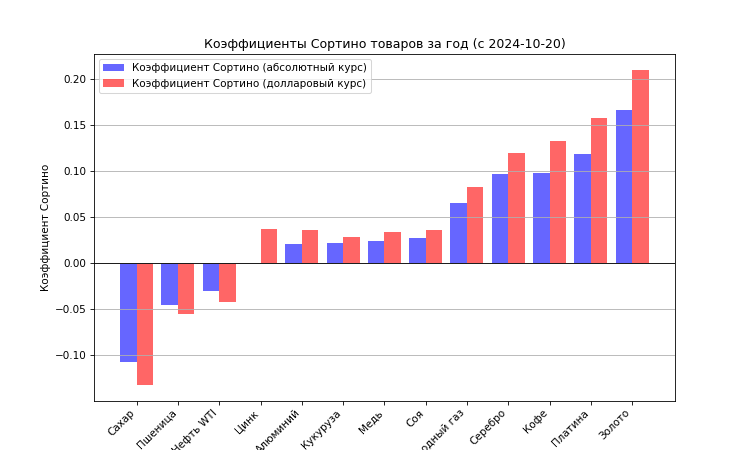 Коэффициенты Сортино товаров за год (с 2024-10-20)
Коэффициент Сортино (абсолютный курс)
Коэффициент Сортино (долларовый курс)
Коэффициент Сортино
0.20
0.15
0.10
0.05
0.00
−0.05
−0.10
Сахар
Пшеница
Нефть WTI
Цинк
Алюминий
Кукуруза
Медь
Соя
газ
Серебро
Кофе
Платина
Золото